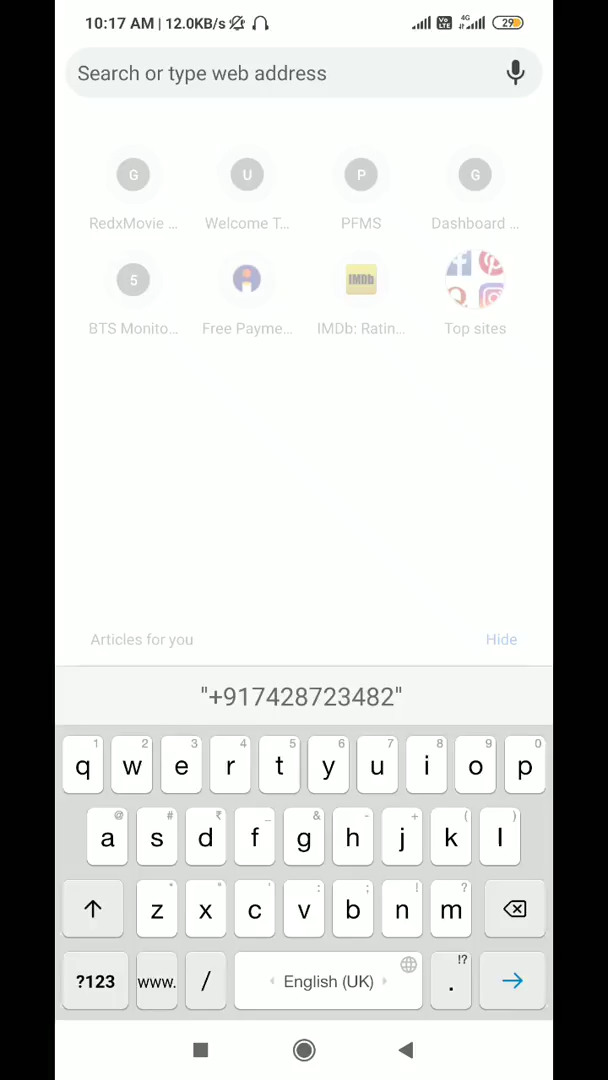 10:17 AM | 12.0KB/s 4G 29
Search or type web address
G U P G
RedxMovie ... Welcome T... PFMS Dashboard ...
5 IMDb
BTS Monito... Free Payme... IMDb: Ratin... Top sites
Articles for you Hide
"+917428723482"
1 2 3 4 5 6 7 8 9 0
q w e r t y u i o p
@ # ₹ _ & - + ( )
a s d f g h j k l
* " ' : ; ! ?
z x c v b n m
!?
?123 www. / English (UK) .